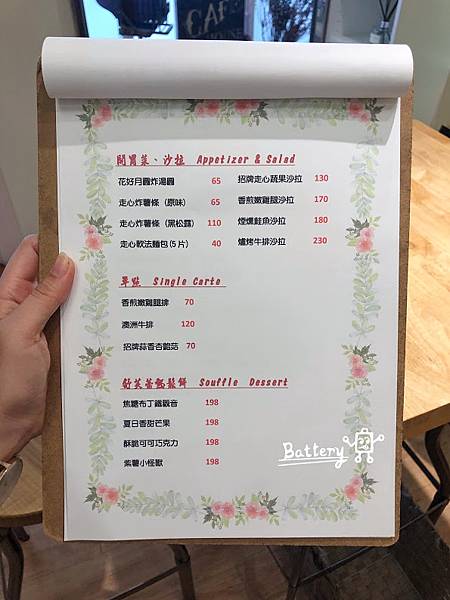 CAFE
開胃菜、沙拉 Appetizer & Salad
花好月圓炸湯圓 65
招牌走心蔬果沙拉 130
走心炸薯條 (原味) 65
香煎嫩雞腿沙拉 170
走心炸薯條 (黑松露) 110
煙燻鮭魚沙拉 180
走心軟法麵包(5片) 40
爐烤牛排沙拉 230
單點 Single Carte
香煎嫩雞腿排 70
澳洲牛排 120
招牌蒜香杏鮑菇 70
舒芙蕾鬆餅 Souffle Dessert
焦糖布丁鐵觀音 198
夏日香甜芒果 198
酥脆可可巧克力 198
紫薯小怪獸 198
Battery